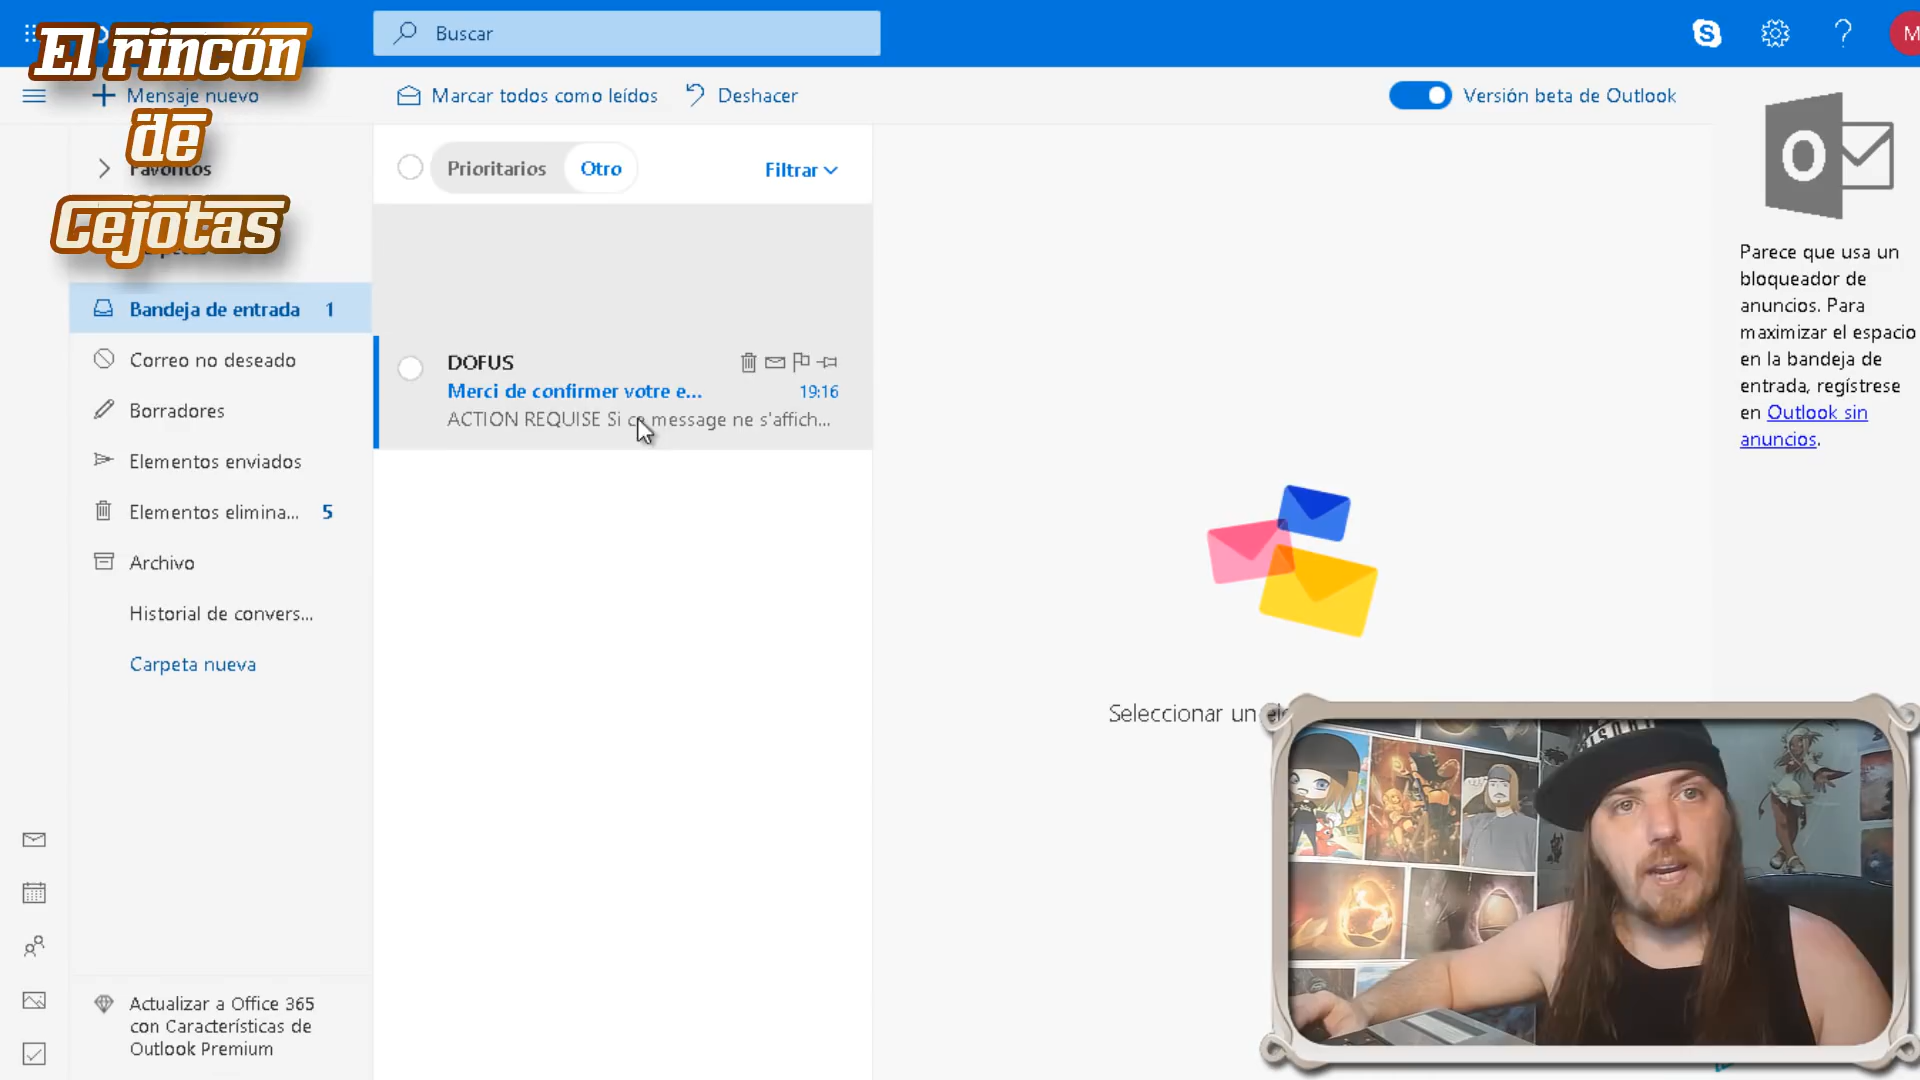 El rincón
de
Cejotas
Buscar
Mensaje nuevo
Marcar todos como leídos
Deshacer
Versión beta de Outlook
Favoritos
Prioritarios
Otro
Filtrar
Bandeja de entrada 1
Correo no deseado
Borradores
Elementos enviados
Elementos elimina... 5
Archivo
Historial de convers...
Carpeta nueva
Actualizar a Office 365
con Características de
Outlook Premium
DOFUS
Merci de confirmer votre e... 19:16
ACTION REQUISE Si ce message ne s'affich...
Seleccionar un
Parece que usa un
bloqueador de
anuncios. Para
maximizar el espacio
en la bandeja de
entrada, regístrese
en Outlook sin
anuncios.
M